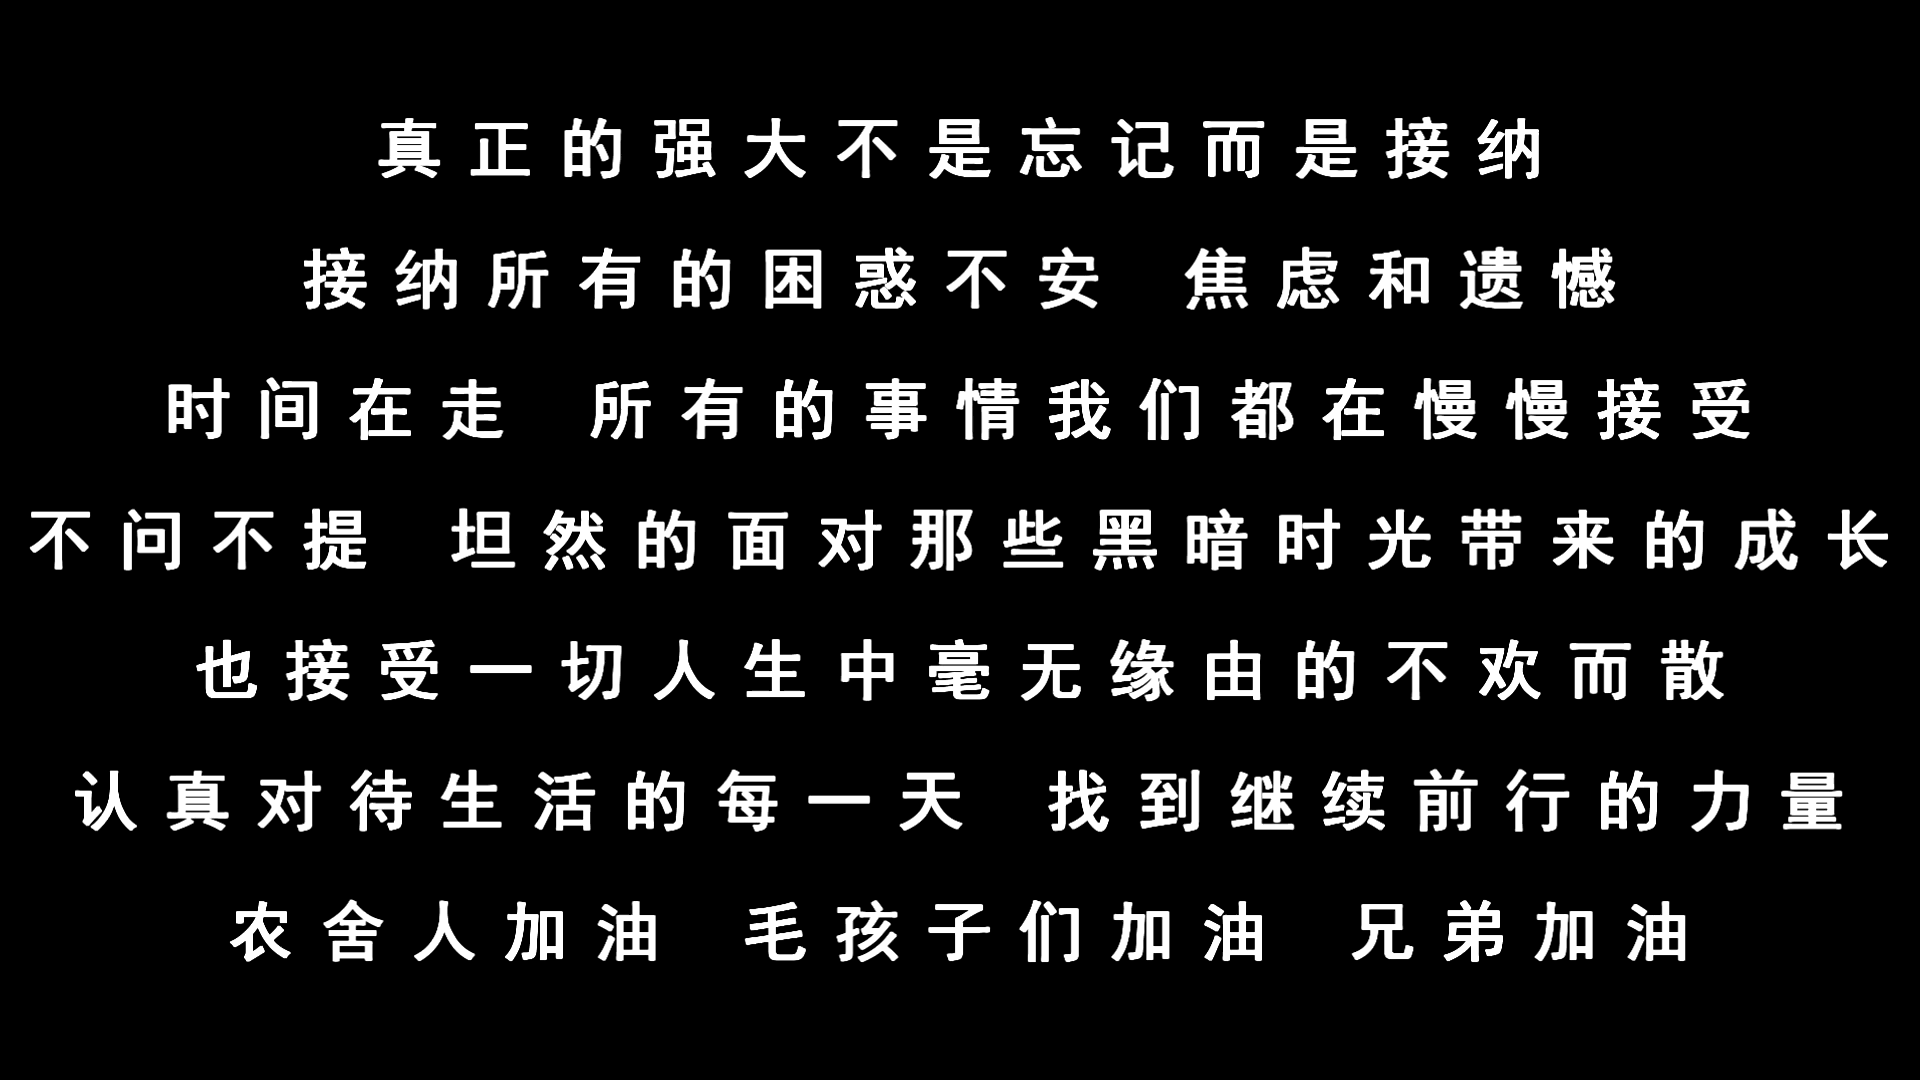 真正的强大不是忘记而是接纳
接纳所有的困惑不安 焦虑和遗憾
时间在走 所有的事情我们都在慢慢接受
不问不提 坦然的面对那些黑暗时光带来的成长
也接受一切人生中毫无缘由的不欢而散
认真对待生活的每一天 找到继续前行的力量
农舍人加油 毛孩子们加油 兄弟加油